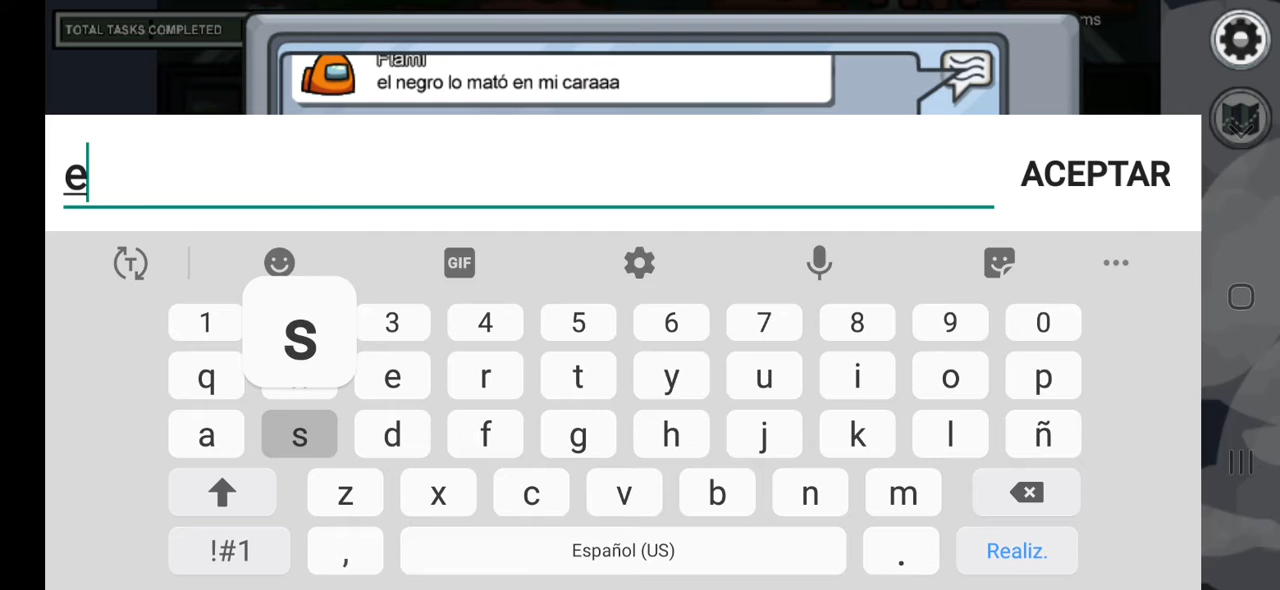 TOTAL TASKS COMPLETED
ms
Flami
el negro lo mató en mi caraaa
e
ACEPTAR
T
GIF
s
1 3 4 5 6 7 8 9 0
q e r t y u i o p
a s d f g h j k l ñ
z x c v b n m
!#1 , Español (US) . Realiz.